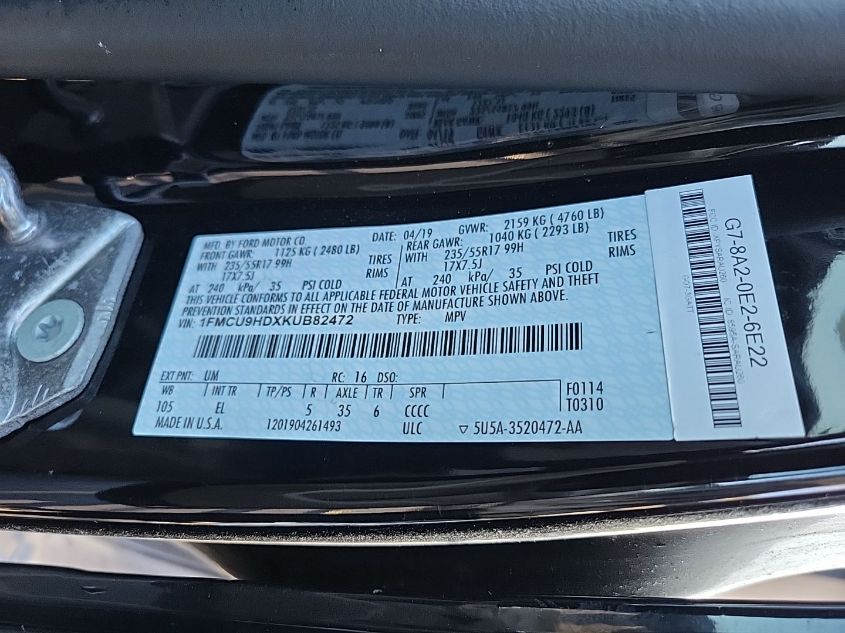 MFD. BY FORD MOTOR CO. DATE: 04/19 GVWR: 2159 KG ( 4760 LB)
FRONT GAWR: 1125 KG ( 2480 LB) REAR GAWR: 1040 KG ( 2293 LB)
WITH 235/55R17 99H TIRES WITH 235/55R17 99H TIRES
17X7.5J RIMS 17X7.5J RIMS
AT 240 kPa/ 35 PSI COLD AT 240 kPa/ 35 PSI COLD
THIS VEHICLE CONFORMS TO ALL APPLICABLE FEDERAL MOTOR VEHICLE SAFETY AND THEFT
PREVENTION STANDARDS IN EFFECT ON THE DATE OF MANUFACTURE SHOWN ABOVE.
VIN: 1FMCU9HDXKUB82472 TYPE: MPV
EXT PNT: UM RC: 16 DSO:
WB INT TR TP/PS R AXLE TR SPR F0114
105 EL 5 35 6 CCCC T0310
MADE IN U.S.A. 1201904261493 ULC ▽ 5U5A-3520472-AA
G7-8A2-0E2-6E22